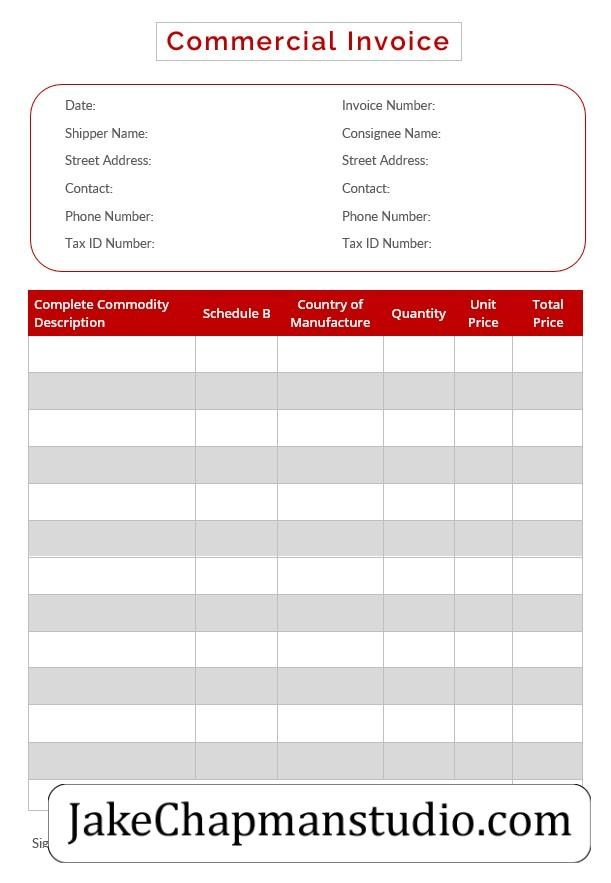 Commercial Invoice
Date: Invoice Number:
Shipper Name: Consignee Name:
Street Address: Street Address:
Contact: Contact:
Phone Number: Phone Number:
Tax ID Number: Tax ID Number:
Complete Commodity Description Schedule B Country of Manufacture Quantity Unit Price Total Price
JakeChapmanstudio.com